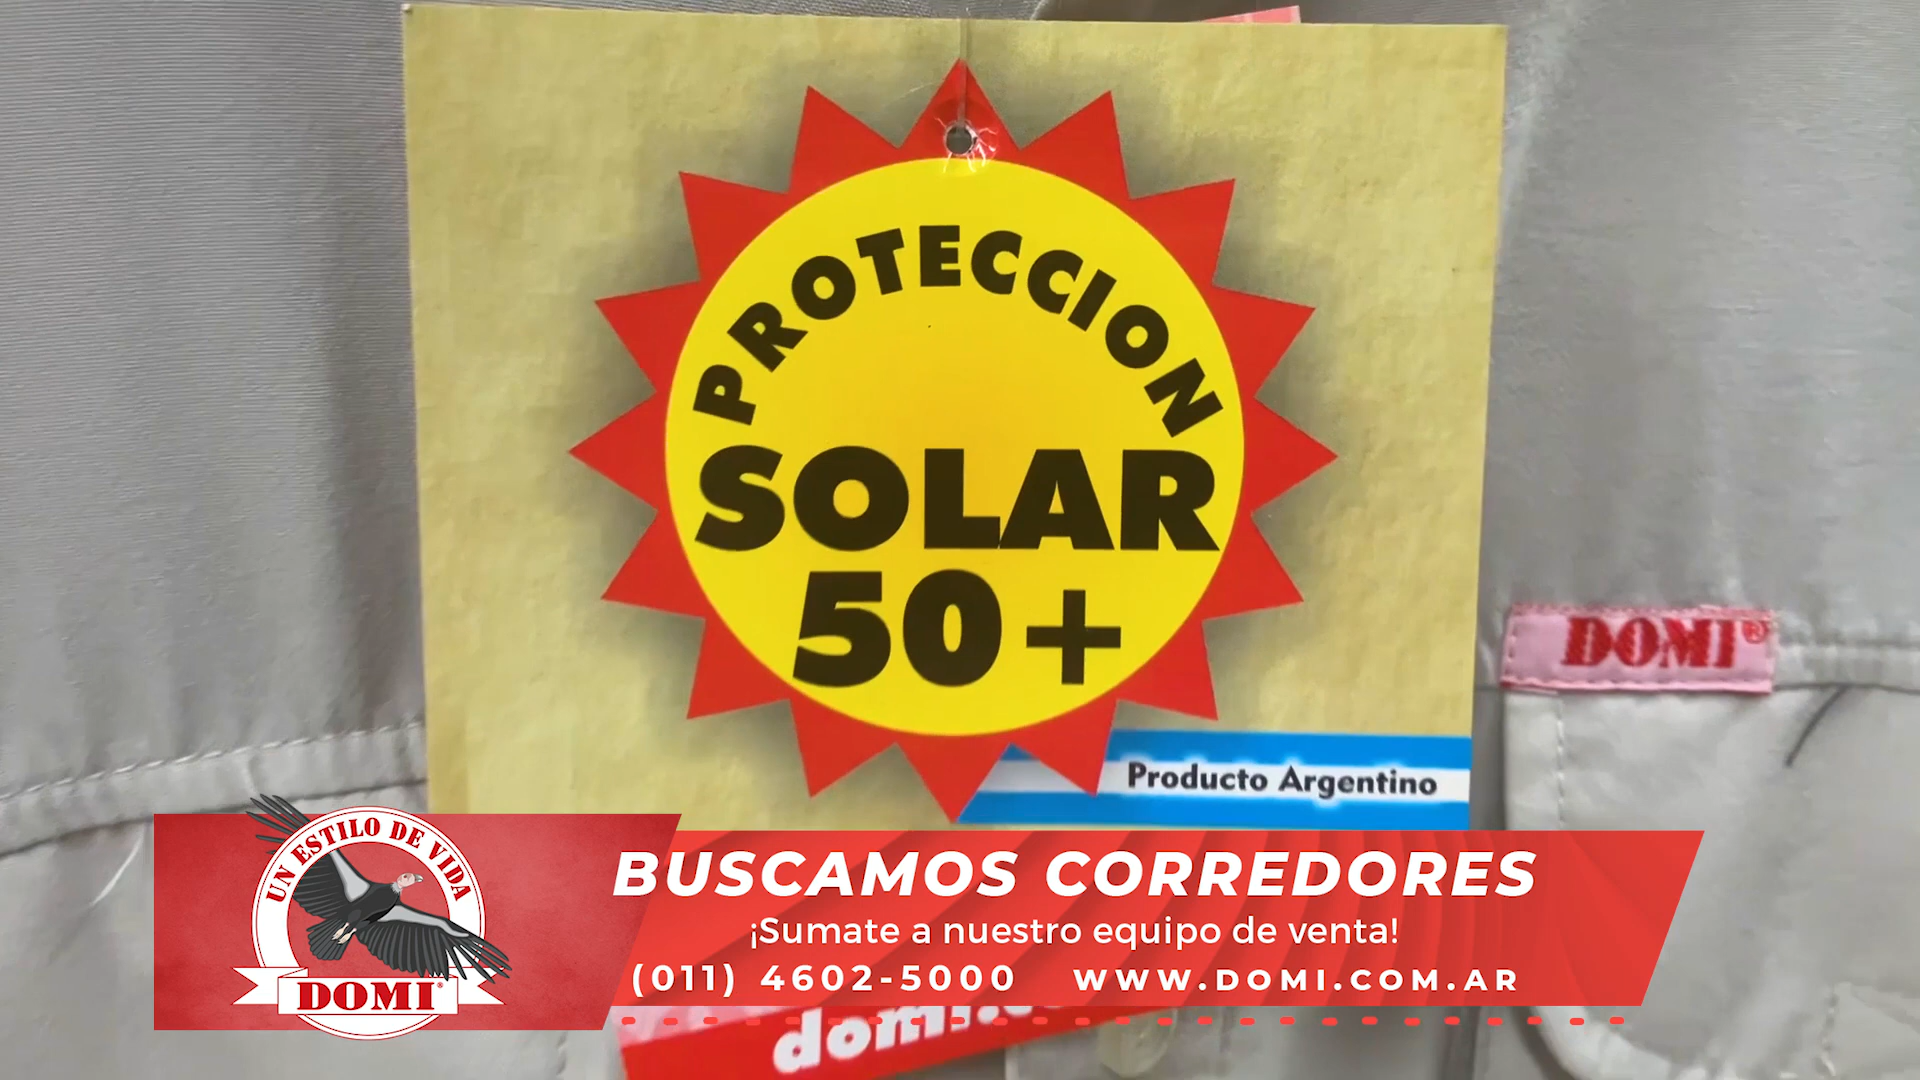 PROTECCION
SOLAR
50+
DOMI®
Producto Argentino
UN ESTILO DE VIDA
DOMI®
BUSCAMOS CORREDORES
¡Sumate a nuestro equipo de venta!
(011) 4602-5000 WWW.DOMI.COM.AR